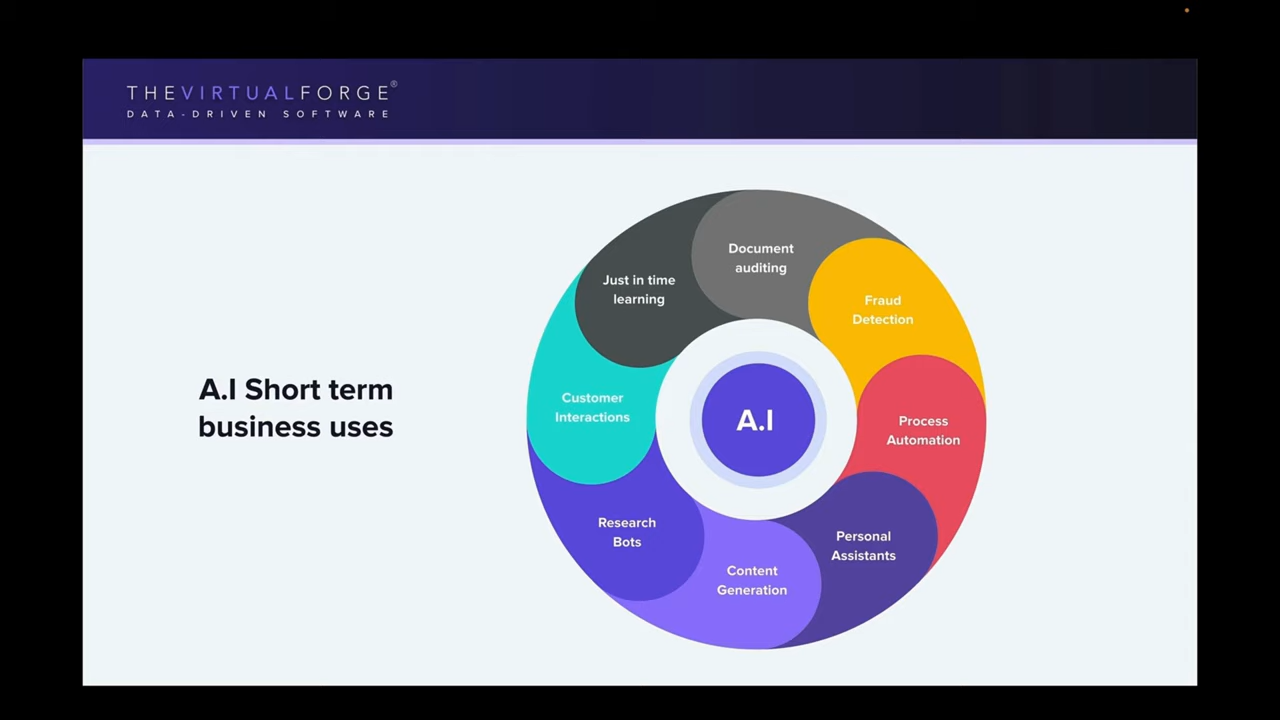 THEVIRTUALFORGE®
DATA-DRIVEN SOFTWARE
A.I Short term
business uses
Document
auditing
Fraud
Detection
Process
Automation
Personal
Assistants
Content
Generation
Research
Bots
Customer
Interactions
Just in time
learning
A.I